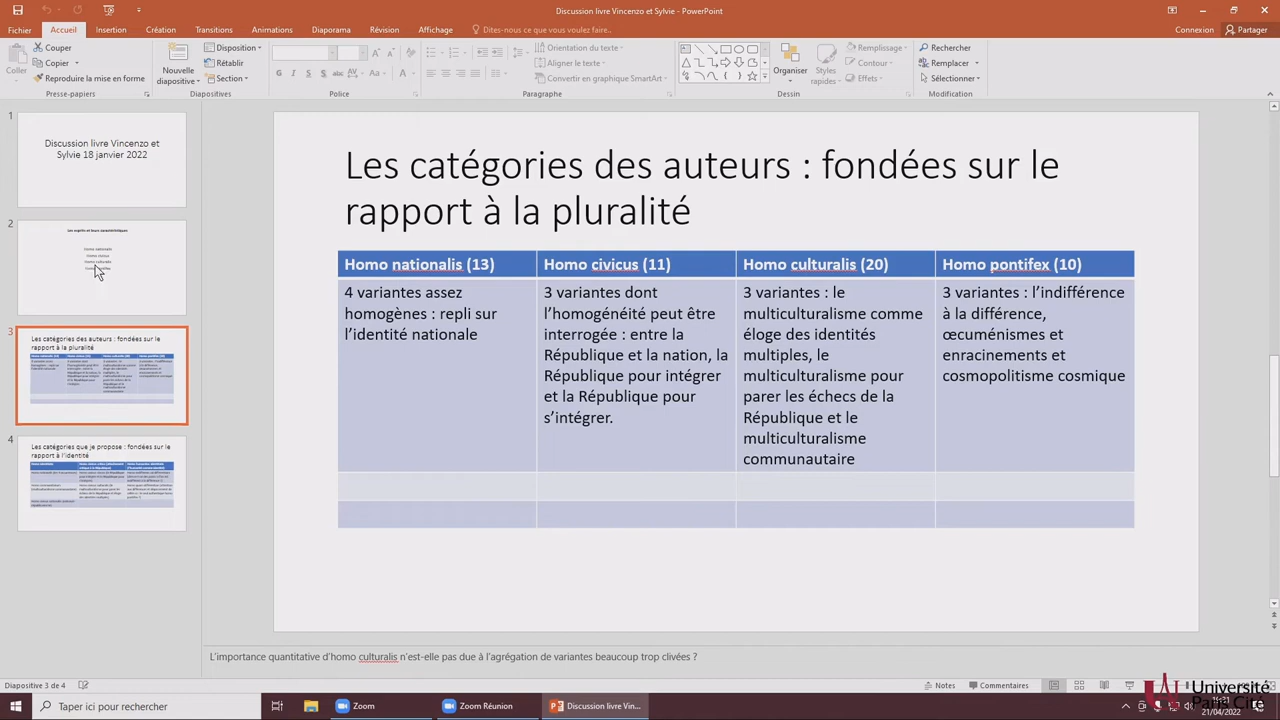 Discussion livre Vincenzo et Sylvie - PowerPoint
Fichier Accueil Insertion Création Transitions Animations Diaporama Révision Affichage Dites-nous ce que vous voulez faire... Connexion Partager
Coller
Couper
Copier
Reproduire la mise en forme
Presse-papiers
Nouvelle diapositive
Disposition
Rétablir
Section
Diapositives
Police
Orientation du texte
Aligner le texte
Convertir en graphique SmartArt
Paragraphe
Organiser
Styles rapides
Remplissage
Contour
Effets
Dessin
Rechercher
Remplacer
Sélectionner
Modification
1
Discussion livre Vincenzo et
Sylvie 18 janvier 2022
2
3
Les catégories des auteurs : fondées sur le
rapport à la pluralité
4
Les catégories que je propose : fondées sur le
rapport à l'identité
Les catégories des auteurs : fondées sur le
rapport à la pluralité
Homo nationalis (13)
4 variantes assez
homogènes : repli sur
l'identité nationale
Homo civicus (11)
3 variantes dont
l'homogénéité peut être
interrogée : entre la
République et la nation, la
République pour intégrer
et la République pour
s'intégrer.
Homo culturalis (20)
3 variantes : le
multiculturalisme comme
éloge des identités
multiples, le
multiculturalisme pour
parer les échecs de la
République et le
multiculturalisme
communautaire
Homo pontifex (10)
3 variantes : l'indifférence
à la différence,
œcuménismes et
enracinements et
cosmopolitisme cosmique
L'importance quantitative d'homo culturalis n'est-elle pas due à l'agrégation de variantes beaucoup trop clivées ?
Diapositive 3 de 4
Notes Commentaires
Taper ici pour rechercher
Zoom
Zoom Réunion
Discussion livre Vin...
Université
Paris Cité
21/04/2022